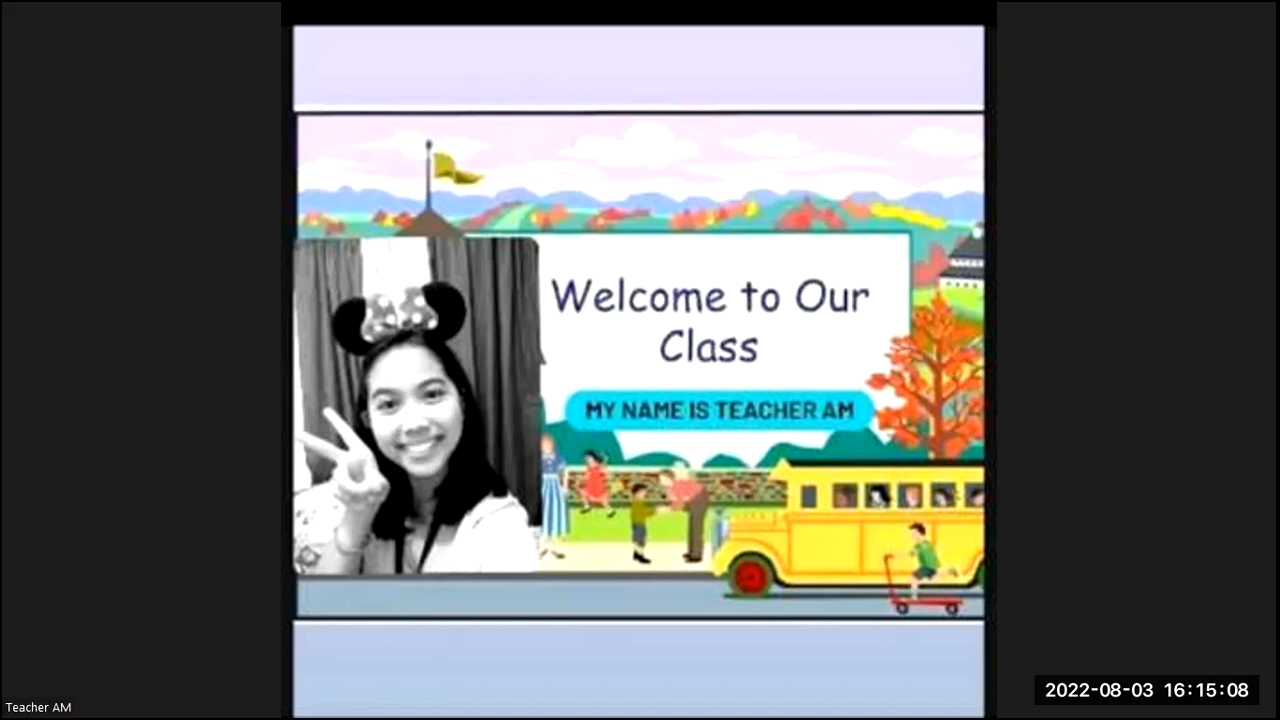 Welcome to Our
Class
MY NAME IS TEACHER AM
Teacher AM
2022-08-03 16:15:08